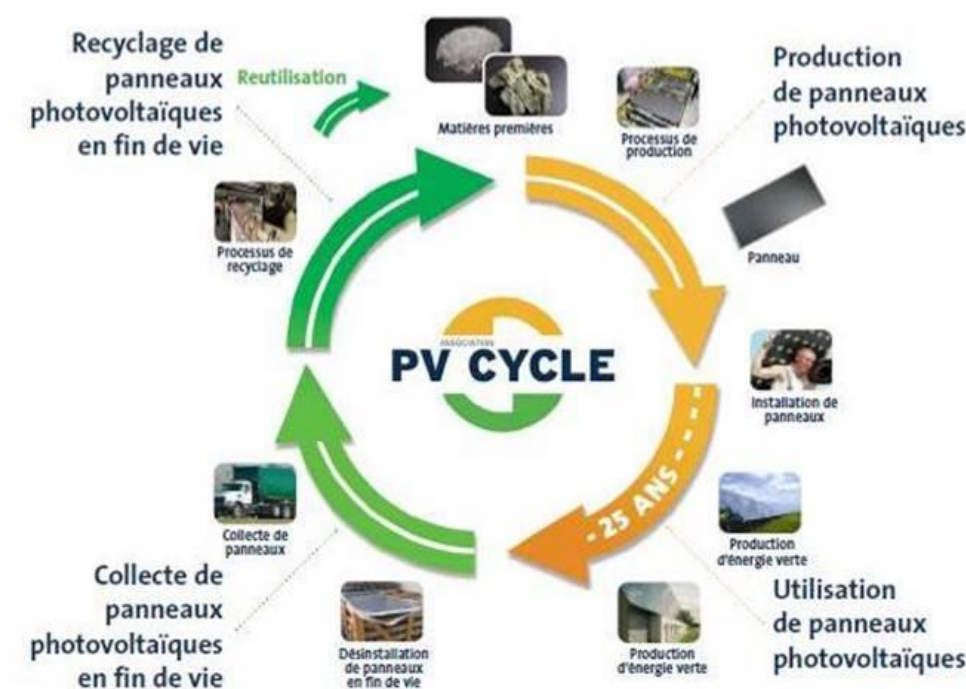 Recyclage de
panneaux
photovoltaïques
en fin de vie
Reutilisation
Matières premières
Processus de
production
Production
de panneaux
photovoltaïques
Panneau
Processus de
recyclage
ASSOCIATION
PV CYCLE
Installation de
panneaux
- 25 ANS - - -
Production
d'énergie verte
Collecte de
panneaux
Collecte de
panneaux
photovoltaïques
en fin de vie
Désinstallation
de panneaux
en fin de vie
Production
d'énergie verte
Utilisation
de panneaux
photovoltaïques